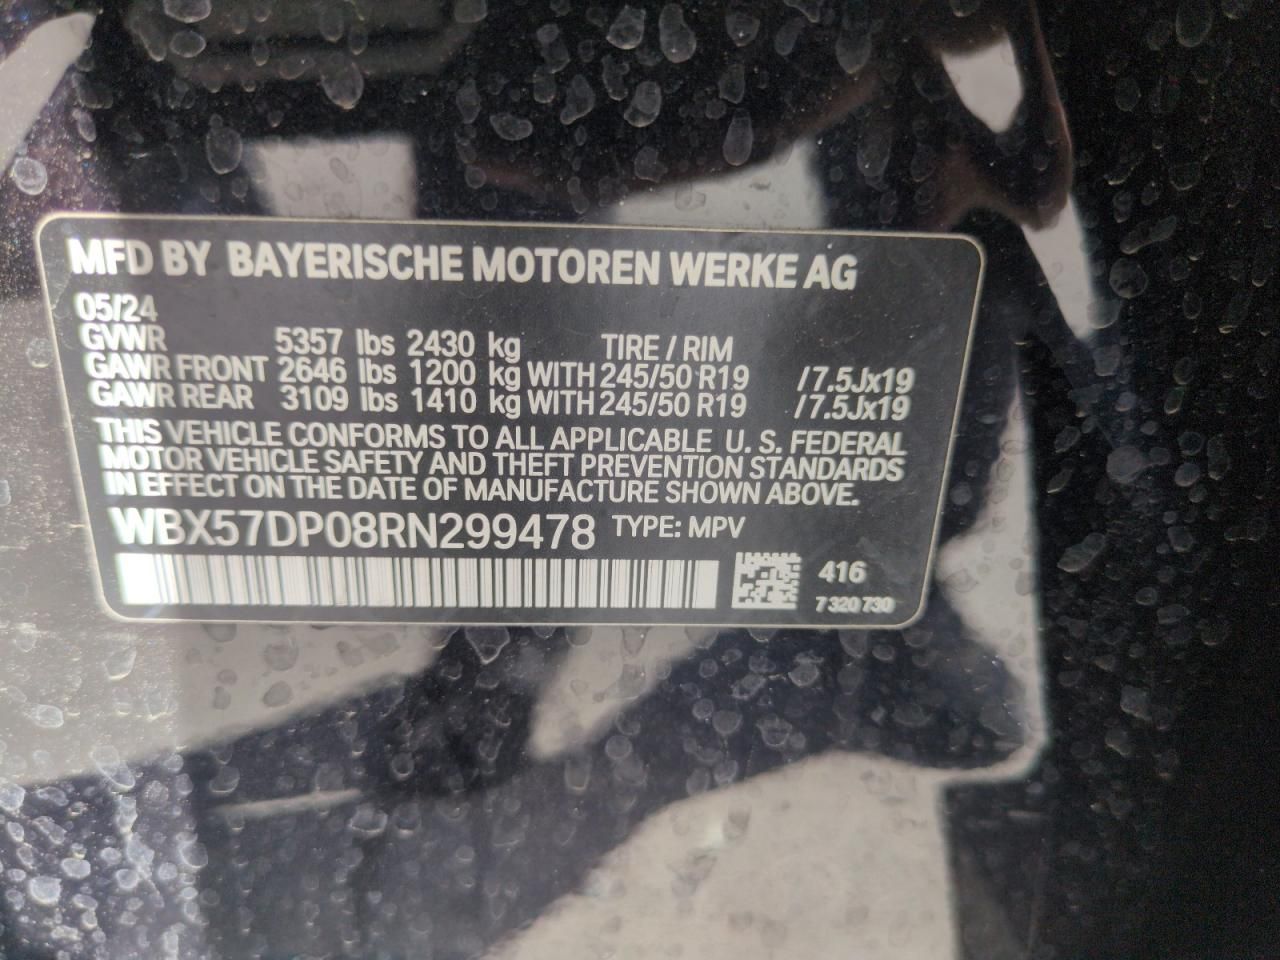 MFD BY BAYERISCHE MOTOREN WERKE AG
05/24
GVWR 5357 lbs 2430 kg TIRE / RIM
GAWR FRONT 2646 lbs 1200 kg WITH 245/50 R19 /7.5Jx19
GAWR REAR 3109 lbs 1410 kg WITH 245/50 R19 /7.5Jx19
THIS VEHICLE CONFORMS TO ALL APPLICABLE U. S. FEDERAL
MOTOR VEHICLE SAFETY AND THEFT PREVENTION STANDARDS
IN EFFECT ON THE DATE OF MANUFACTURE SHOWN ABOVE.
WBX57DP08RN299478 TYPE: MPV
416
7 320 730